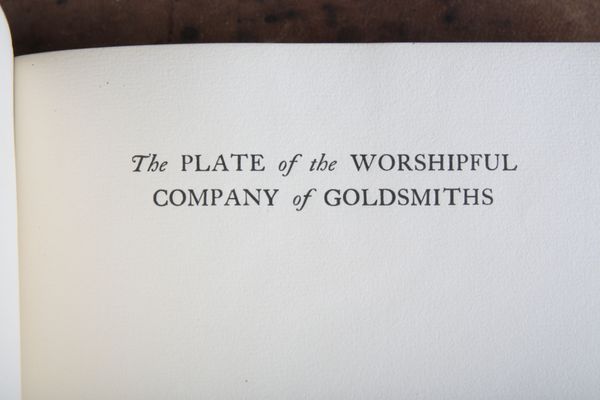 The PLATE of the WORSHIPFUL
COMPANY of GOLDSMITHS